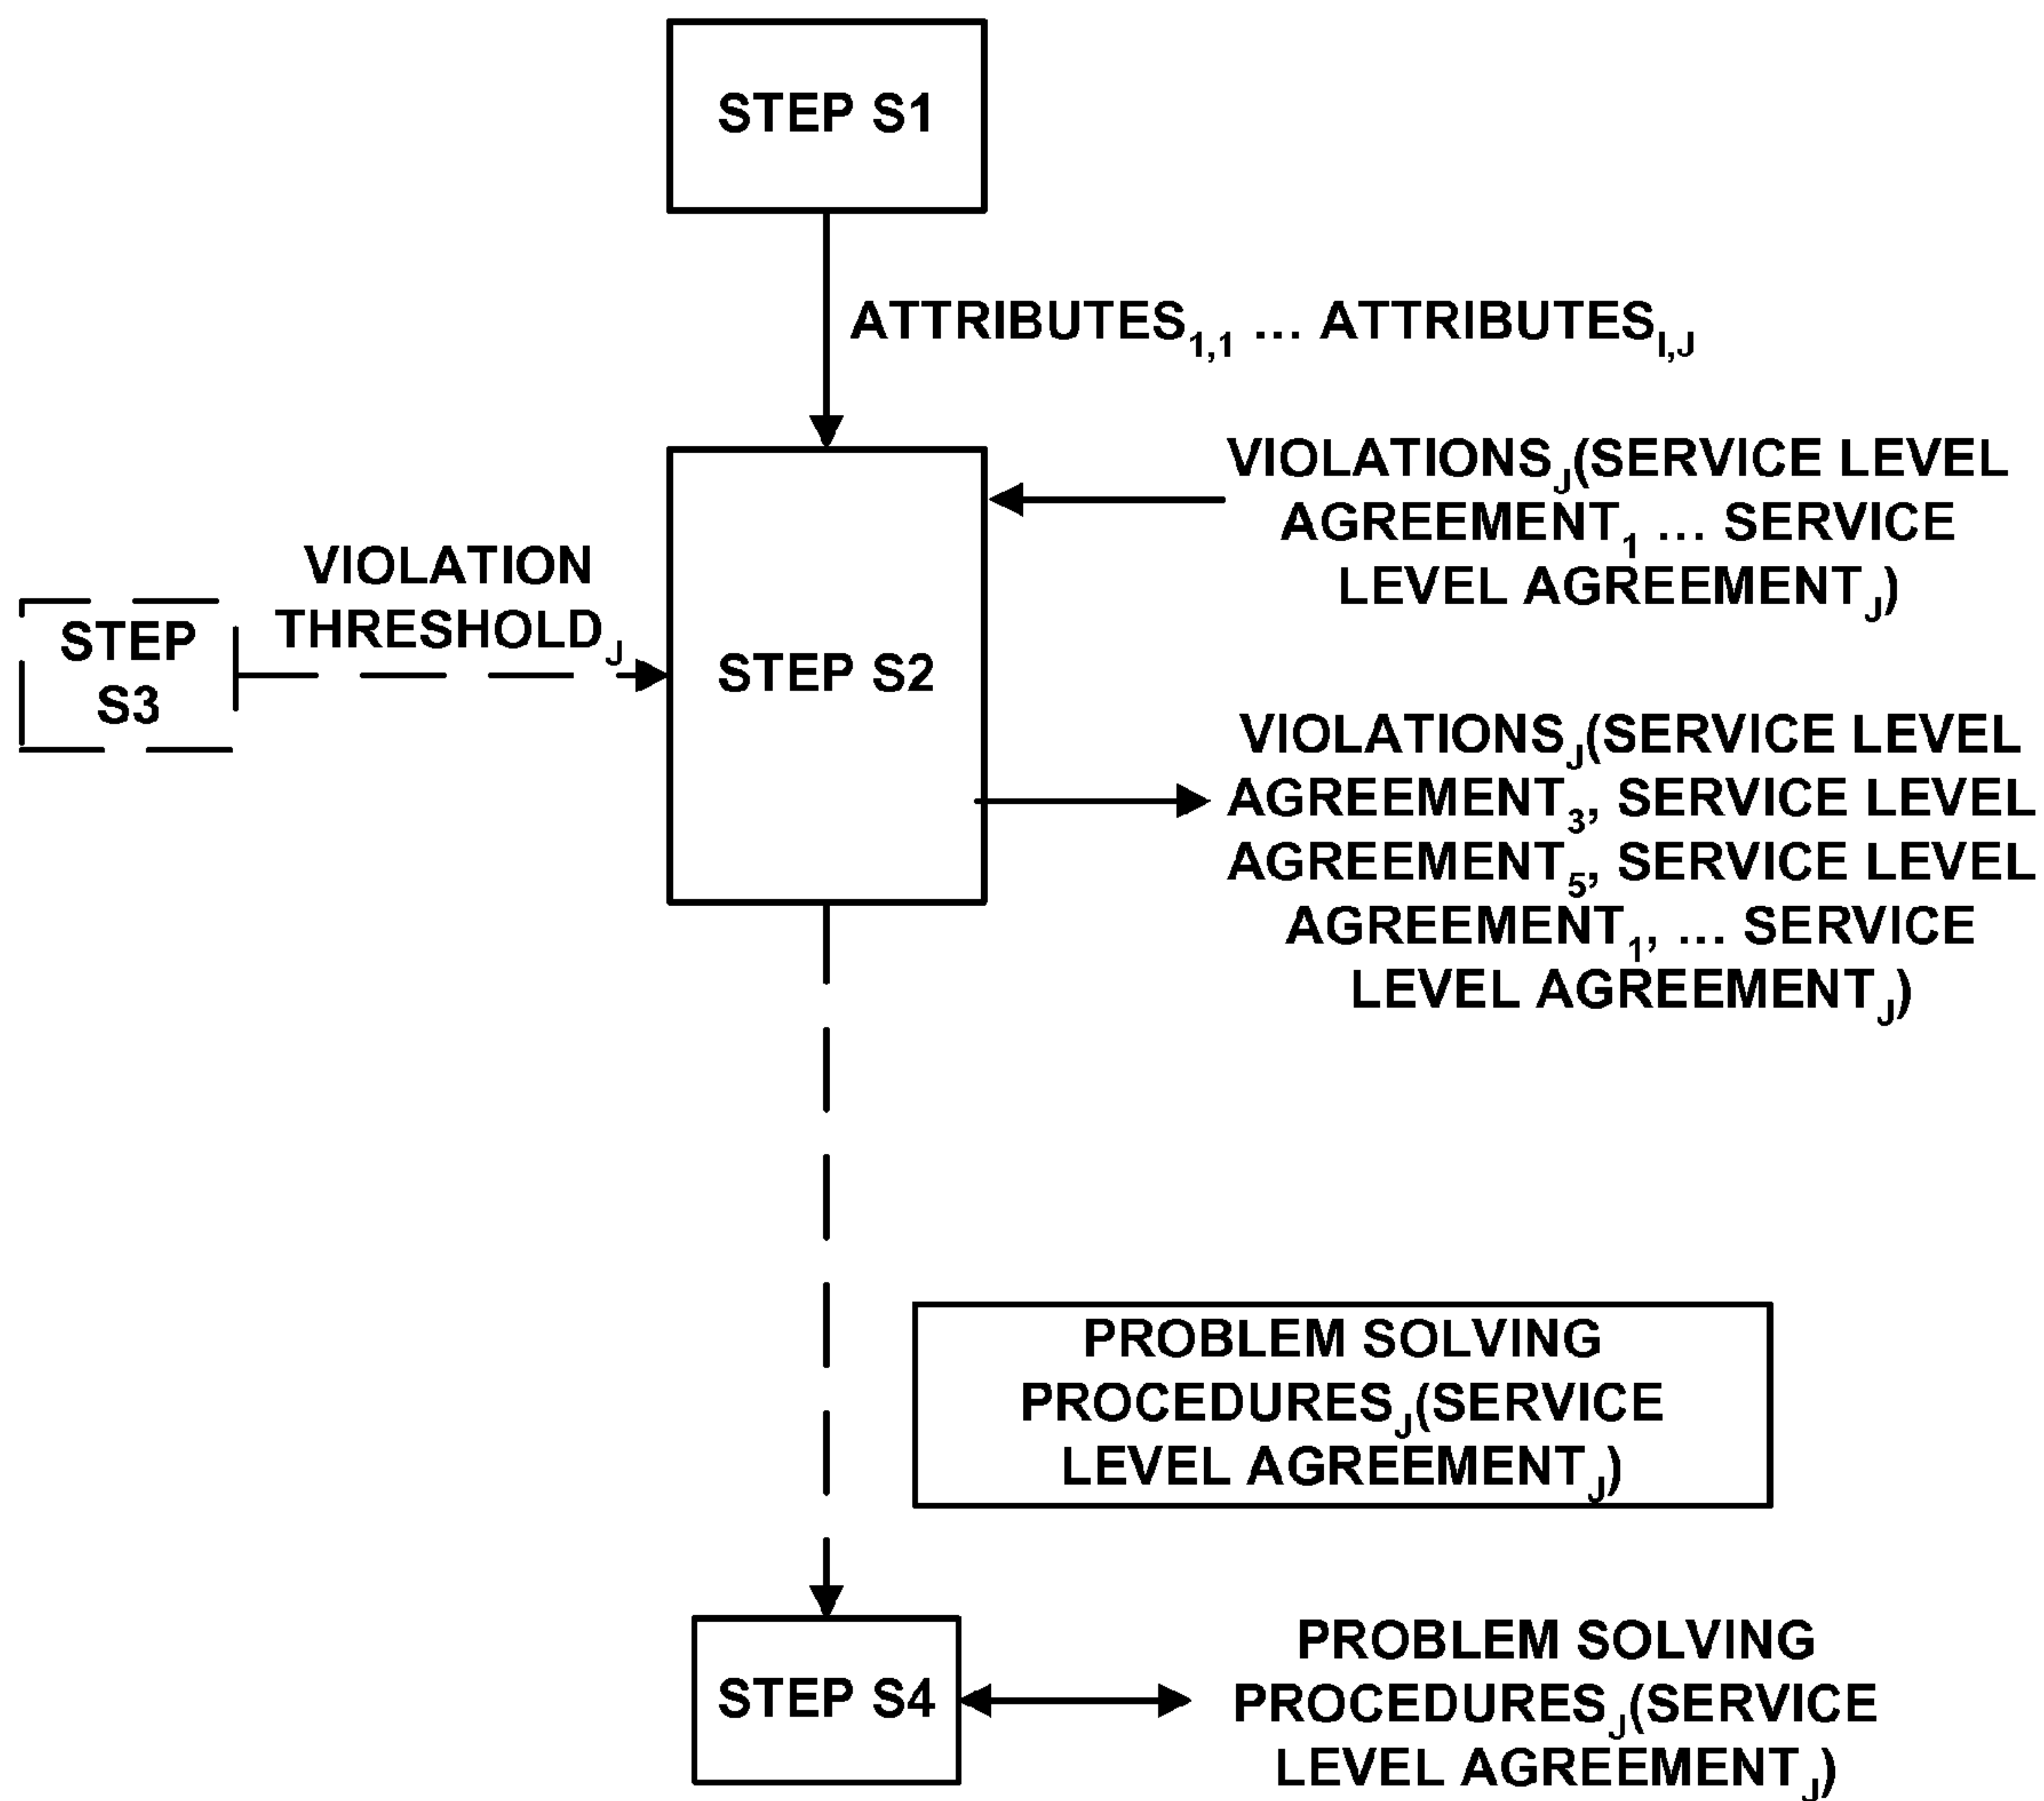 STEP S1
ATTRIBUTES1,1 ... ATTRIBUTESI,J
VIOLATIONSJ(SERVICE LEVEL
AGREEMENT1 ... SERVICE
LEVEL AGREEMENTJ)
VIOLATION
THRESHOLDJ
STEP
S3
STEP S2
VIOLATIONSJ(SERVICE LEVEL
AGREEMENT3, SERVICE LEVEL
AGREEMENT5, SERVICE LEVEL
AGREEMENT1, ... SERVICE
LEVEL AGREEMENTJ)
PROBLEM SOLVING
PROCEDURESJ(SERVICE
LEVEL AGREEMENTJ)
STEP S4
PROBLEM SOLVING
PROCEDURESJ(SERVICE
LEVEL AGREEMENTJ)